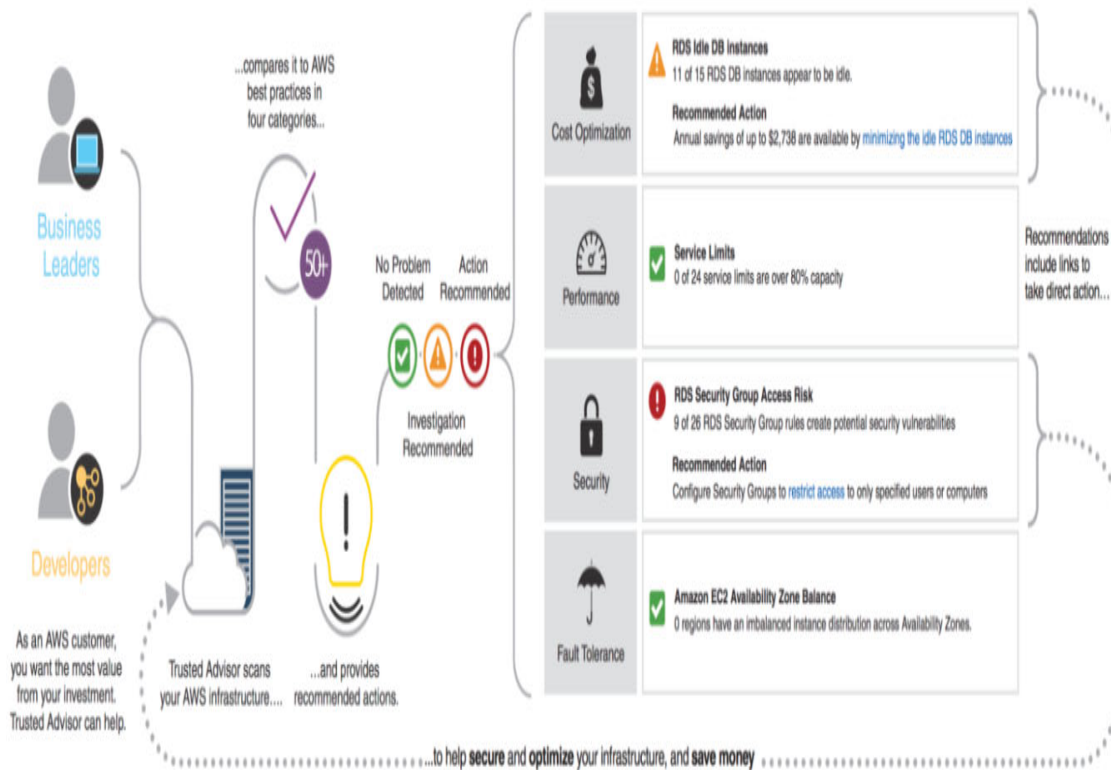 ...compares it to AWS
best practices in
four categories...
Business
Leaders
50+
No Problem
Detected
Action
Recommended
Investigation
Recommended
Developers
As an AWS customer,
you want the most value
from your investment.
Trusted Advisor can help.
Trusted Advisor scans
your AWS infrastructure....
...and provides
recommended actions.
$
Cost Optimization
RDS Idle DB Instances
11 of 15 RDS DB instances appear to be idle.
Recommended Action
Annual savings of up to $2,738 are available by minimizing the idle RDS DB instances
Performance
Service Limits
0 of 24 service limits are over 80% capacity
Recommendations
include links to
take direct action...
Security
RDS Security Group Access Risk
9 of 26 RDS Security Group rules create potential security vulnerabilities
Recommended Action
Configure Security Groups to restrict access to only specified users or computers
Fault Tolerance
Amazon EC2 Availability Zone Balance
0 regions have an imbalanced instance distribution across Availability Zones.
...to help secure and optimize your infrastructure, and save money